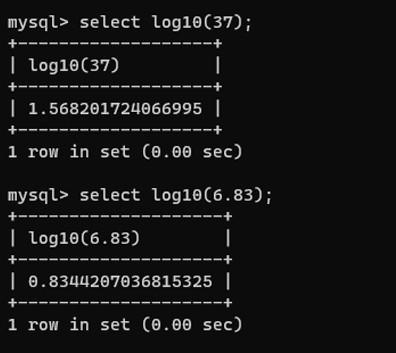 mysql> select log10(37);
+-------------------+
| log10(37)         |
+-------------------+
| 1.568201724066995 |
+-------------------+
1 row in set (0.00 sec)

mysql> select log10(6.83);
+--------------------+
| log10(6.83)        |
+--------------------+
| 0.8344207036815325 |
+--------------------+
1 row in set (0.00 sec)